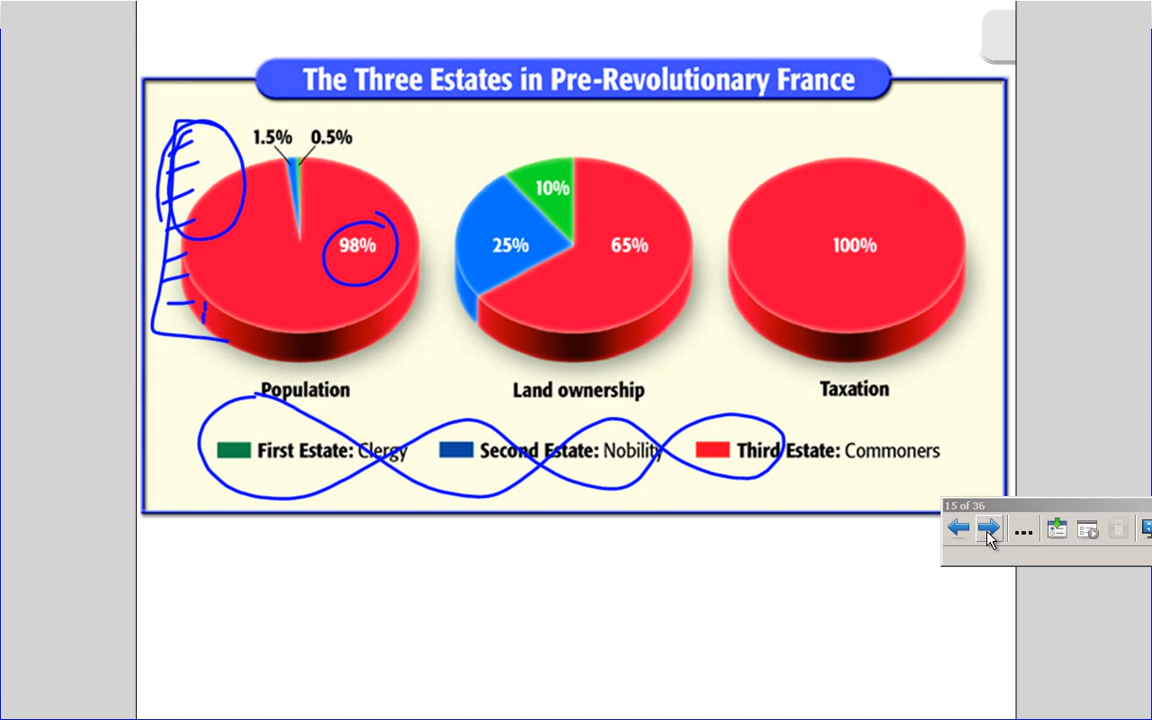 The Three Estates in Pre-Revolutionary France
1.5% 0.5%
98%
10%
25%
65%
100%
Population
Land ownership
Taxation
First Estate: Clergy
Second Estate: Nobility
Third Estate: Commoners
15 of 36
...